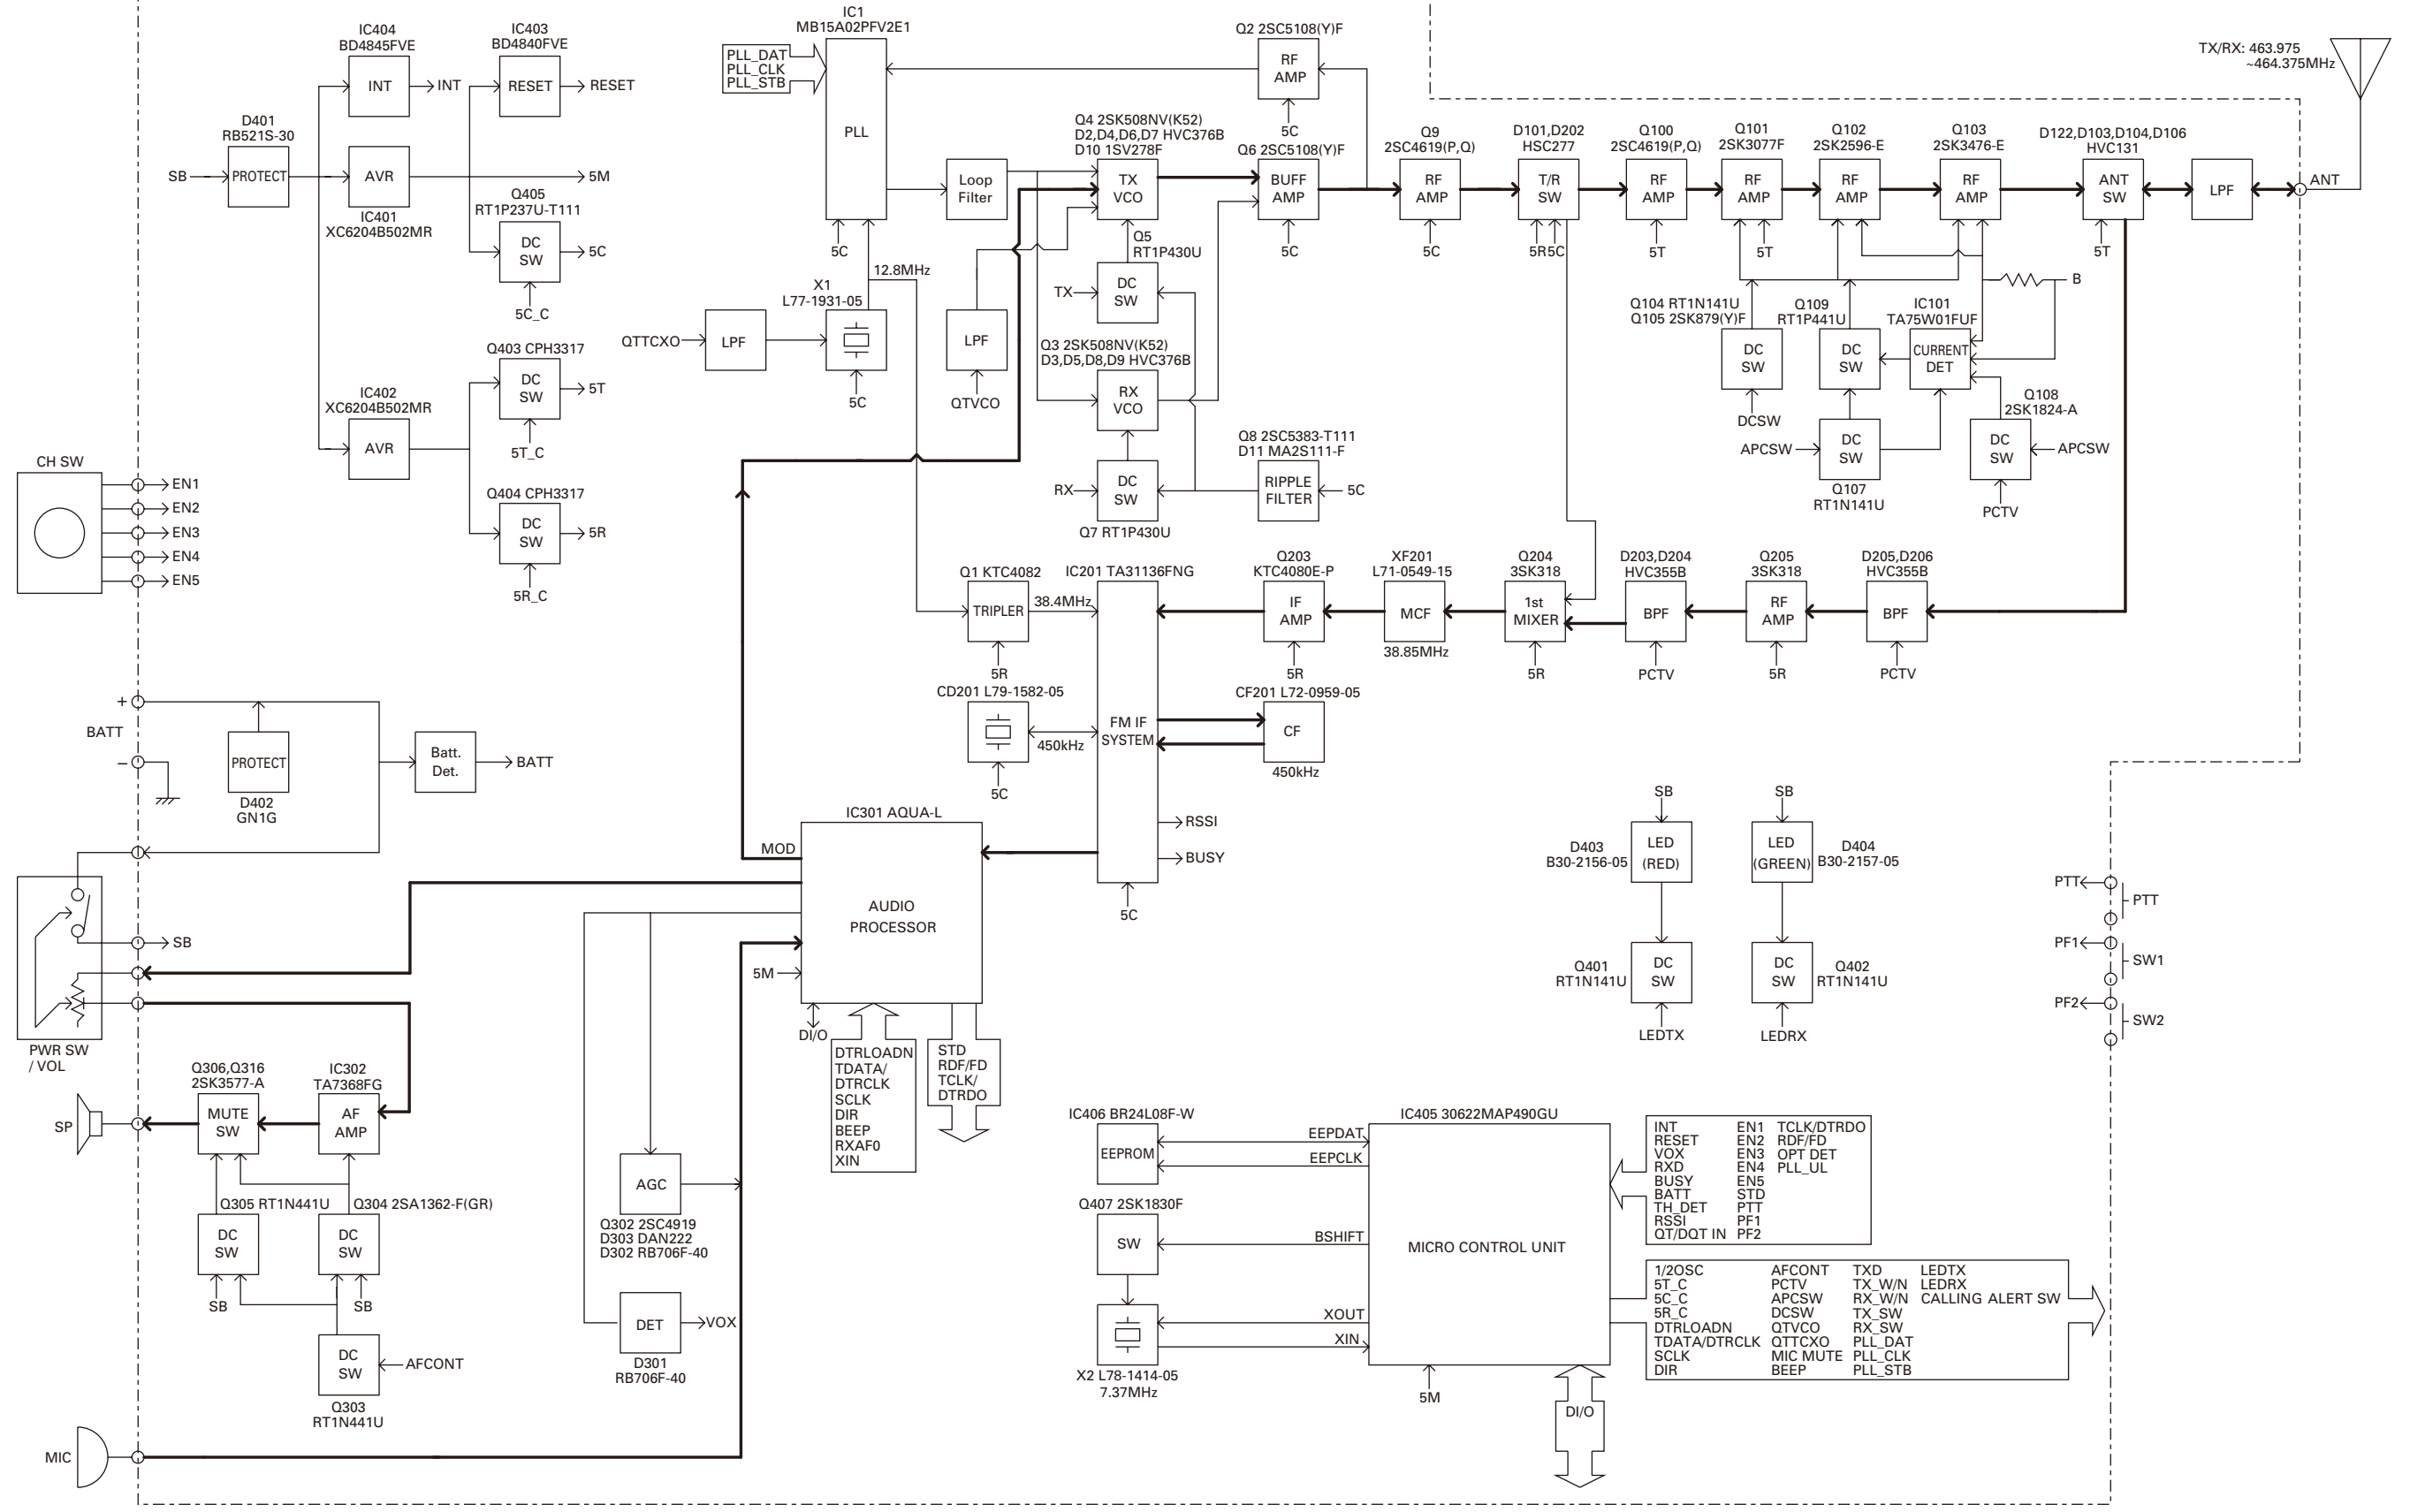 IC404
BD4845FVE
INT
INT
IC403
BD4840FVE
RESET
RESET
D401
RB521S-30
SB
PROTECT
AVR
5M
IC401
XC6204B502MR
Q405
RT1P237U-T111
DC
SW
5C
5C_C
Q403 CPH3317
DC
SW
5T
5T_C
IC402
XC6204B502MR
AVR
Q404 CPH3317
DC
SW
5R
5R_C
CH SW
EN1
EN2
EN3
EN4
EN5
IC1
MB15A02PFV2E1
PLL_DAT
PLL_CLK
PLL_STB
PLL
5C
12.8MHz
X1
L77-1931-05
QTTCXO
LPF
5C
Loop
Filter
LPF
QTVCO
Q4 2SK508NV(K52)
D2,D4,D6,D7 HVC376B
D10 1SV278F
TX
VCO
Q5
RT1P430U
TX
DC
SW
Q3 2SK508NV(K52)
D3,D5,D8,D9 HVC376B
RX
VCO
RX
DC
SW
Q7 RT1P430U
Q8 2SC5383-T111
D11 MA2S111-F
RIPPLE
FILTER
5C
Q2 2SC5108(Y)F
RF
AMP
5C
Q6 2SC5108(Y)F
BUFF
AMP
5C
Q9
2SC4619(P,Q)
RF
AMP
5C
D101,D202
HSC277
T/R
SW
5R5C
Q100
2SC4619(P,Q)
RF
AMP
5T
Q101
2SK3077F
RF
AMP
5T
Q102
2SK2596-E
RF
AMP
Q103
2SK3476-E
RF
AMP
D122,D103,D104,D106
HVC131
ANT
SW
5T
LPF
ANT
TX/RX: 463.975
~464.375MHz
B
Q104 RT1N141U
Q105 2SK879(Y)F
DC
SW
DCSW
Q109
RT1P441U
DC
SW
IC101
TA75W01FUF
CURRENT
DET
APCSW
DC
SW
Q107
RT1N141U
Q108
2SK1824-A
DC
SW
APCSW
PCTV
Q1 KTC4082
TRIPLER
38.4MHz
5R
IC201 TA31136FNG
FM IF
SYSTEM
Q203
KTC4080E-P
IF
AMP
5R
XF201
L71-0549-15
MCF
38.85MHz
Q204
3SK318
1st
MIXER
5R
D203,D204
HVC355B
BPF
PCTV
Q205
3SK318
RF
AMP
5R
D205,D206
HVC355B
BPF
PCTV
CD201 L79-1582-05
450kHz
5C
CF201 L72-0959-05
CF
450kHz
RSSI
BUSY
5C
+
BATT
–
PROTECT
D402
GN1G
Batt.
Det.
BATT
SB
PWR SW
/ VOL
IC301 AQUA-L
MOD
AUDIO
PROCESSOR
5M
DI/O
DTRLOADN
TDATA/
DTRCLK
SCLK
DIR
BEEP
RXAF0
XIN
STD
RDF/FD
TCLK/
DTRDO
Q306,Q316
2SK3577-A
MUTE
SW
IC302
TA7368FG
AF
AMP
SP
Q305 RT1N441U
DC
SW
SB
Q304 2SA1362-F(GR)
DC
SW
SB
DC
SW
AFCONT
Q303
RT1N441U
MIC
AGC
Q302 2SC4919
D303 DAN222
D302 RB706F-40
DET
VOX
D301
RB706F-40
SB
D403
B30-2156-05
LED
(RED)
Q401
RT1N141U
DC
SW
LEDTX
SB
LED
(GREEN)
D404
B30-2157-05
DC
SW
Q402
RT1N141U
LEDRX
PTT
PTT
PF1
SW1
PF2
SW2
IC406 BR24L08F-W
EEPROM
EEPDAT
EEPCLK
Q407 2SK1830F
SW
BSHIFT
XOUT
XIN
X2 L78-1414-05
7.37MHz
IC405 30622MAP490GU
MICRO CONTROL UNIT
5M
DI/O
INT EN1 TCLK/DTRDO
RESET EN2 RDF/FD
VOX EN3 OPT DET
RXD EN4 PLL_UL
BUSY EN5
BATT STD
TH_DET PTT
RSSI PF1
QT/DQT IN PF2
1/2OSC AFCONT TXD LEDTX
5T_C PCTV TX_W/N LEDRX
5C_C APCSW RX_W/N CALLING ALERT SW
5R_C DCSW TX_SW
DTRLOADN QTVCO RX_SW
TDATA/DTRCLK QTTCXO PLL_DAT
SCLK MIC MUTE PLL_CLK
DIR BEEP PLL_STB